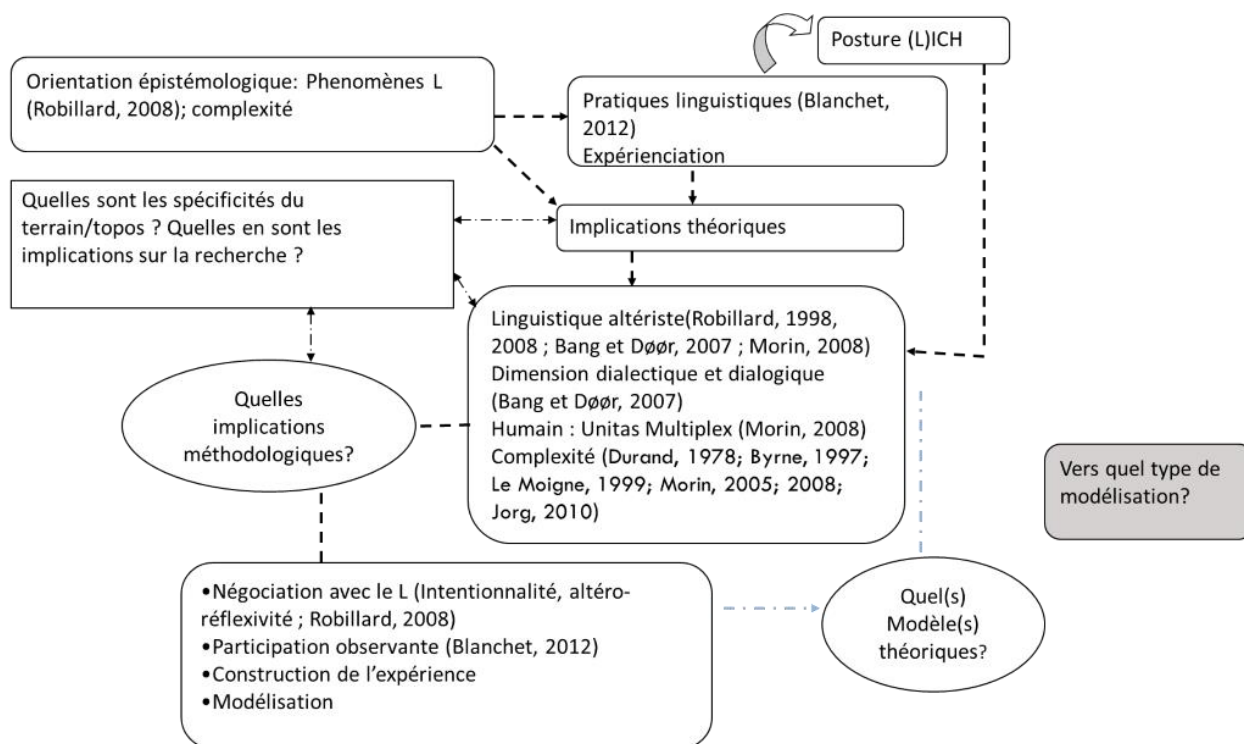 Posture (L)ICH
Orientation épistémologique: Phenomènes L
(Robillard, 2008); complexité
Pratiques linguistiques (Blanchet,
2012)
Expérienciation
Quelles sont les spécificités du
terrain/topos ? Quelles en sont les
implications sur la recherche ?
Implications théoriques
Linguistique altériste(Robillard, 1998,
2008 ; Bang et Døør, 2007 ; Morin, 2008)
Dimension dialectique et dialogique
(Bang et Døør, 2007)
Humain : Unitas Multiplex (Morin, 2008)
Complexité (Durand, 1978; Byrne, 1997;
Le Moigne, 1999; Morin, 2005; 2008;
Jorg, 2010)
Quelles
implications
méthodologiques?
Vers quel type de
modélisation?
•Négociation avec le L (Intentionnalité, altéro-
réflexivité ; Robillard, 2008)
•Participation observante (Blanchet, 2012)
•Construction de l'expérience
•Modélisation
Quel(s)
Modèle(s)
théoriques?